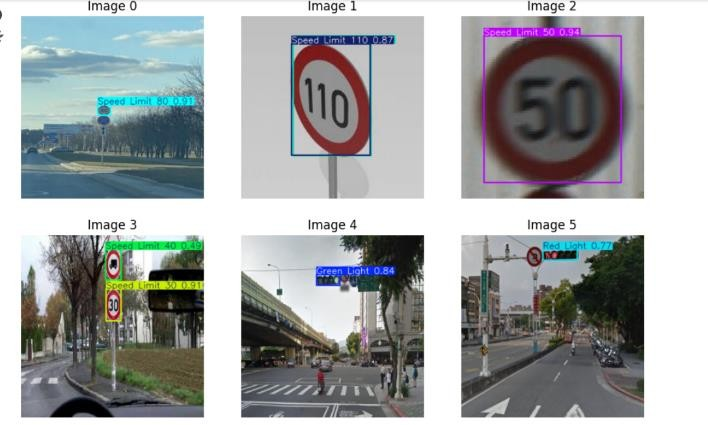 Image 0
Image 1
Image 2
Speed Limit 80 0.91
Speed Limit 110 0.87
110
Speed Limit 50 0.94
50
Image 3
Image 4
Image 5
Speed Limit 40 0.49
Speed Limit 30 0.91
30
Green Light 0.84
Red Light 0.77